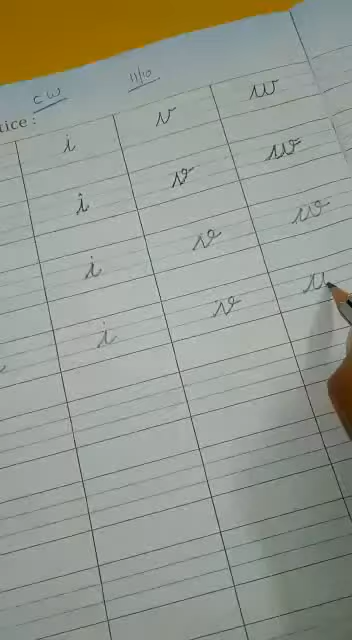 CW 11/10
tice :
i v w
i v w
i v w
i v